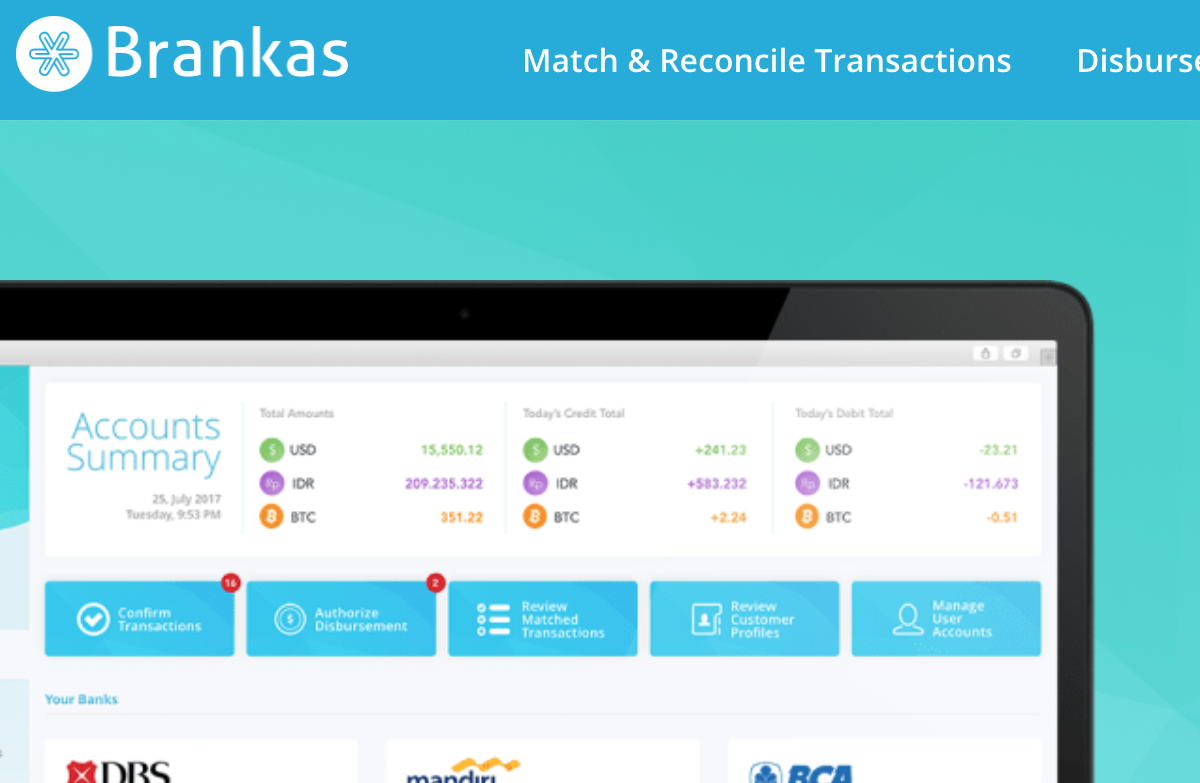 Brankas
Match & Reconcile Transactions
Disburse
Accounts
Summary
25, July 2017
Tuesday, 9:53 PM
Total Amounts
$ USD 15,550.12
Rp IDR 209.235.322
BTC 351.22
Today's Credit Total
$ USD +241.23
Rp IDR +583.232
BTC +2.24
Today's Debit Total
$ USD -23.21
Rp IDR -121.673
BTC -0.51
16
Confirm
Transactions
2
$ Authorize
Disbursement
Review
Matched
Transactions
Review
Customer
Profiles
Manage
User
Accounts
Your Banks
DBS
mandiri
BCA